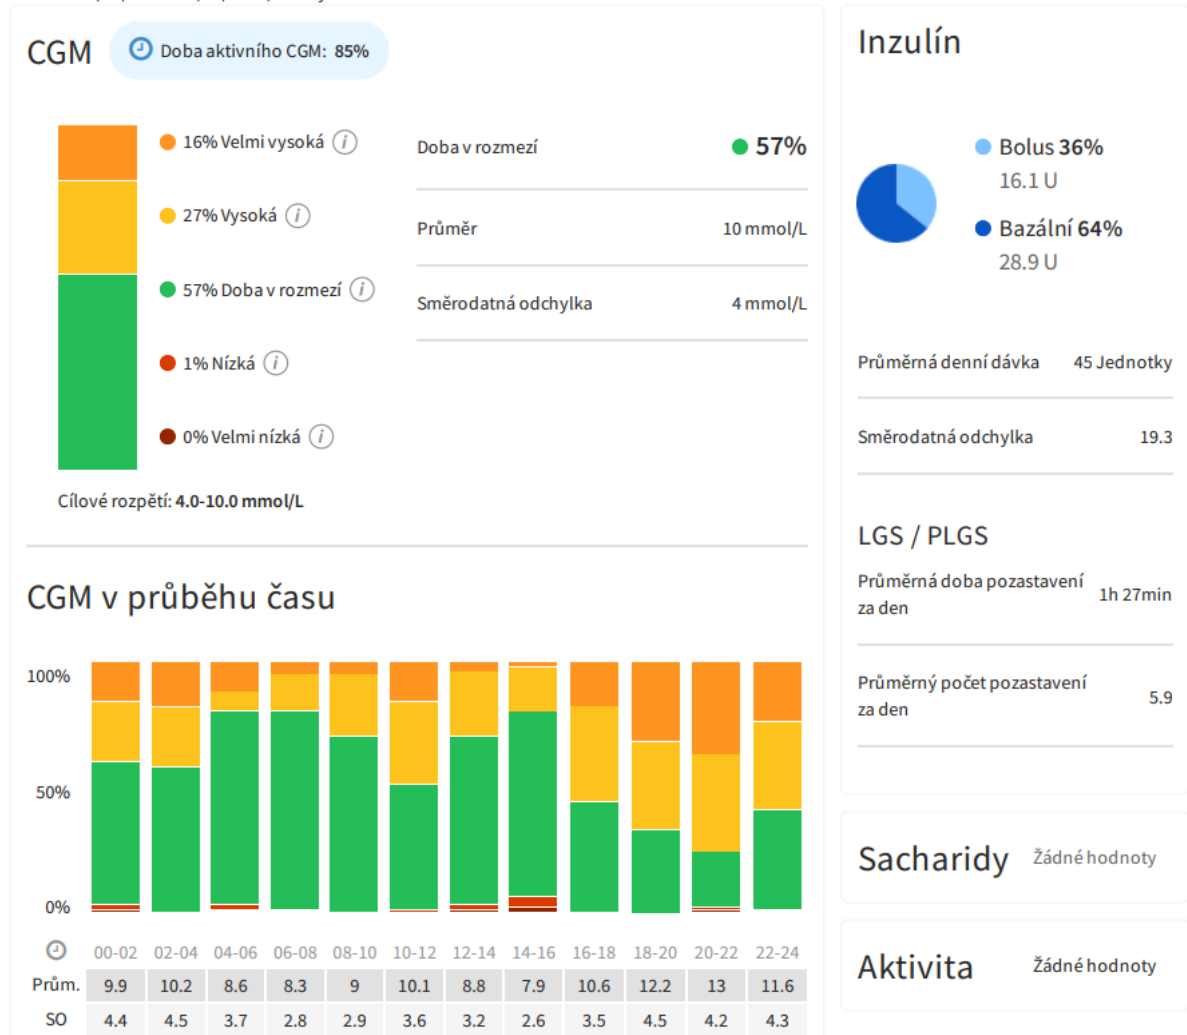 CGM
Doba aktivního CGM: 85%
16% Velmi vysoká
27% Vysoká
57% Doba v rozmezí
1% Nízká
0% Velmi nízká
Cílové rozpětí: 4.0-10.0 mmol/L
Doba v rozmezí 57%
Průměr 10 mmol/L
Směrodatná odchylka 4 mmol/L
CGM v průběhu času
100%
50%
0%
00-02 02-04 04-06 06-08 08-10 10-12 12-14 14-16 16-18 18-20 20-22 22-24
Prům. 9.9 10.2 8.6 8.3 9 10.1 8.8 7.9 10.6 12.2 13 11.6
SO 4.4 4.5 3.7 2.8 2.9 3.6 3.2 2.6 3.5 4.5 4.2 4.3
Inzulín
Bolus 36%
16.1 U
Bazální 64%
28.9 U
Průměrná denní dávka 45 Jednotky
Směrodatná odchylka 19.3
LGS / PLGS
Průměrná doba pozastavení
za den 1h 27min
Průměrný počet pozastavení
za den 5.9
Sacharidy Žádné hodnoty
Aktivita Žádné hodnoty